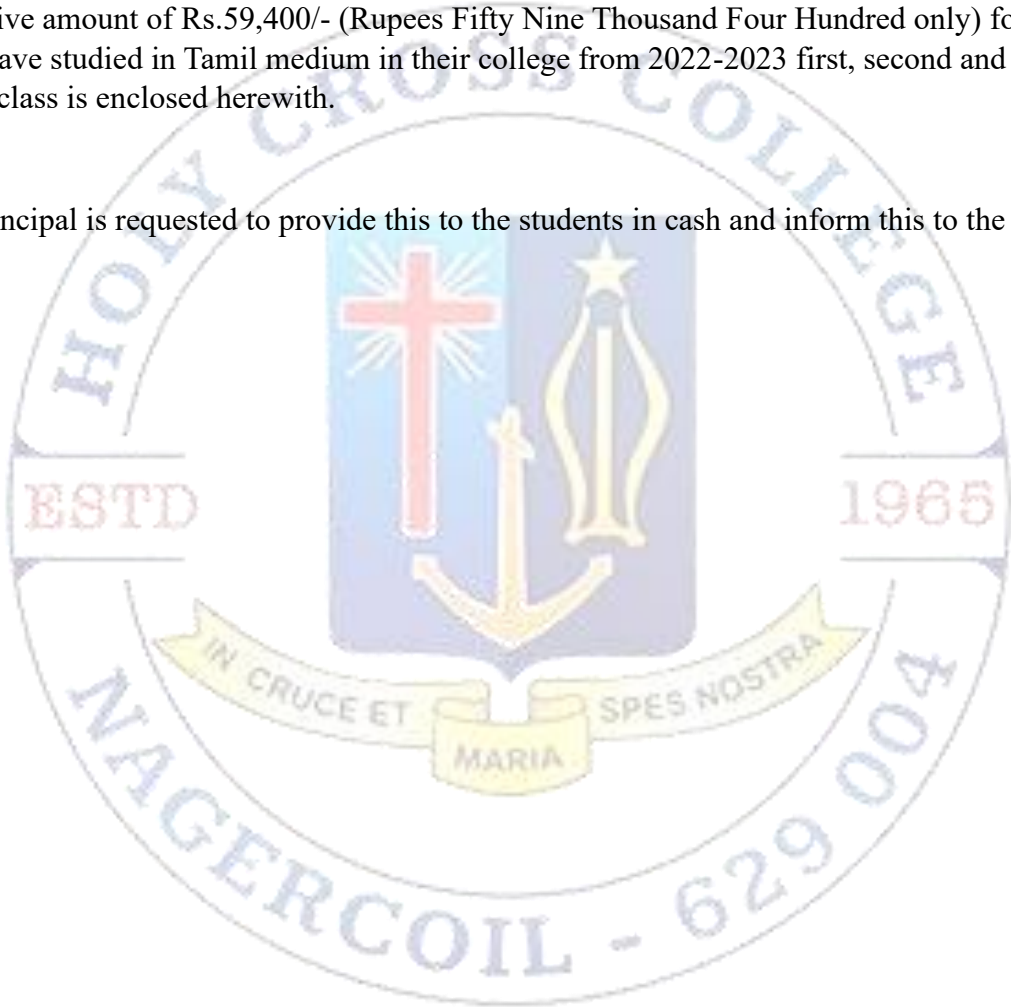 ive amount of Rs.59,400/- (Rupees Fifty Nine Thousand Four Hundred only) fo
ave studied in Tamil medium in their college from 2022-2023 first, second and
class is enclosed herewith.
ncipal is requested to provide this to the students in cash and inform this to the
HOLY CROSS COLLEGE
ESTD
1965
IN CRUCE ET
MARIA
SPES NOSTRA
NAGERCOIL - 629 004